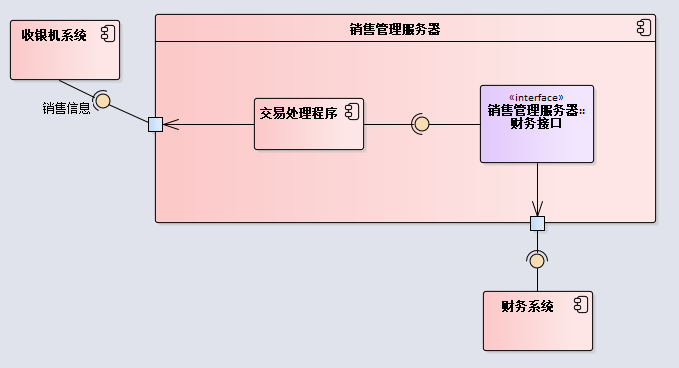 收银机系统
销售管理服务器
销售信息
交易处理程序
«interface»
销售管理服务器::
财务接口
财务系统